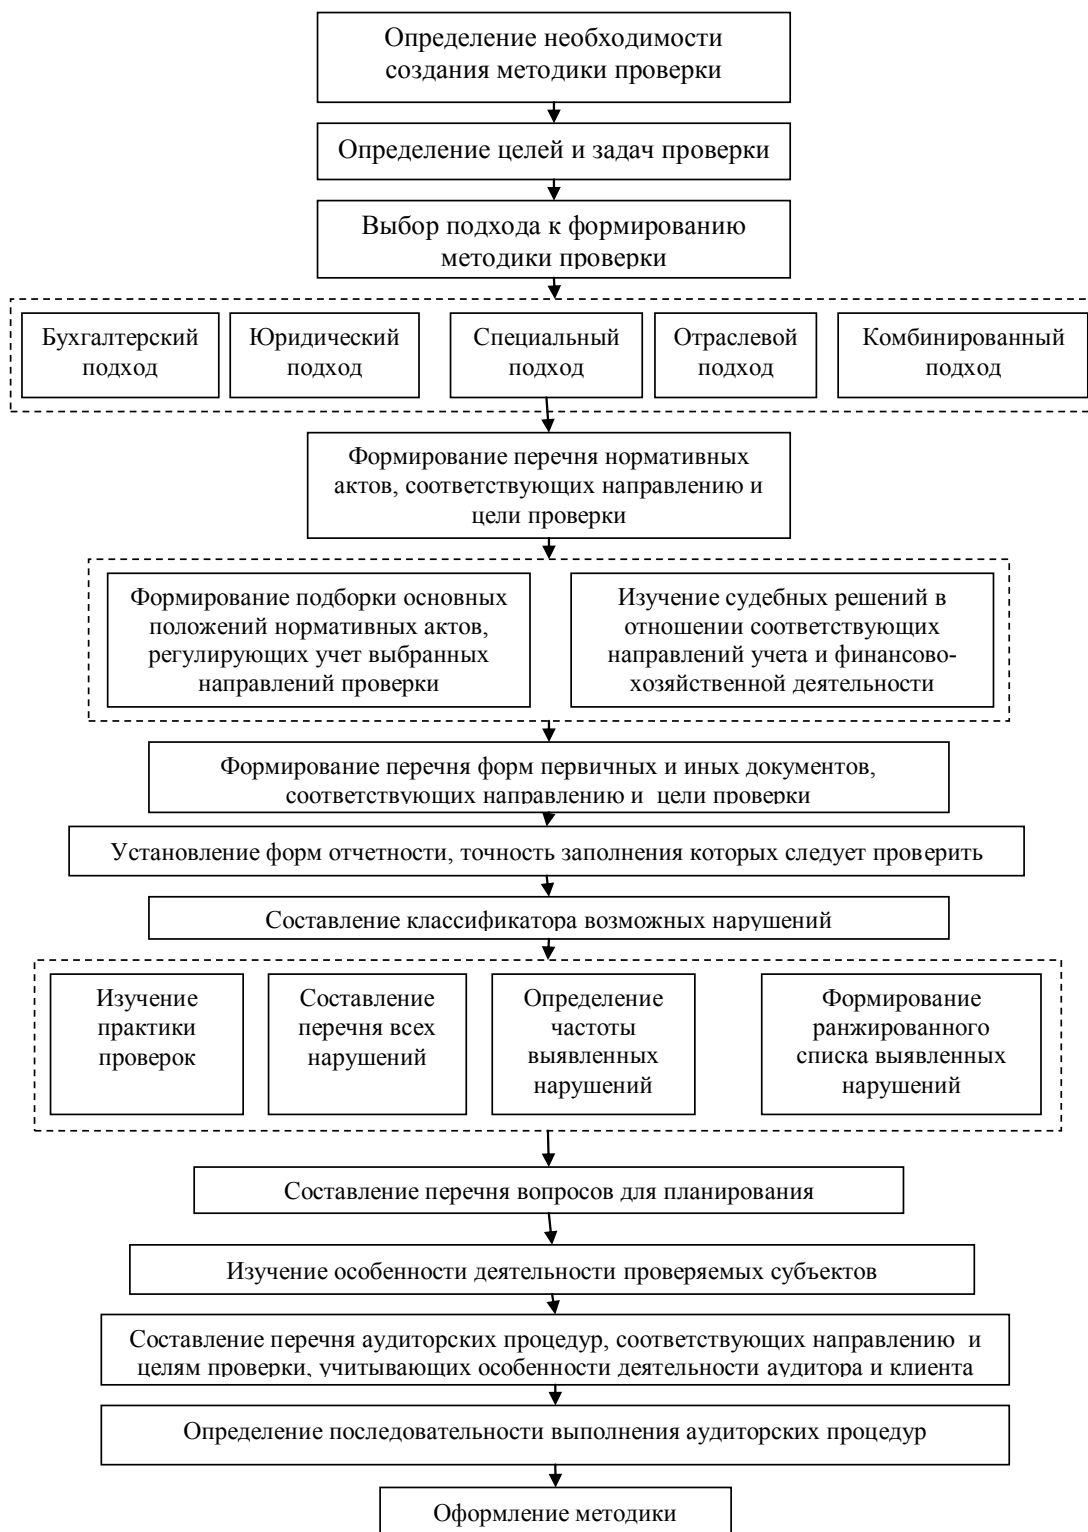 Определение необходимости
создания методики проверки
Определение целей и задач проверки
Выбор подхода к формированию
методики проверки
Бухгалтерский
подход
Юридический
подход
Специальный
подход
Отраслевой
подход
Комбинированный
подход
Формирование перечня нормативных
актов, соответствующих направлению и
цели проверки
Формирование подборки основных
положений нормативных актов,
регулирующих учет выбранных
направлений проверки
Изучение судебных решений в
отношении соответствующих
направлений учета и финансово-
хозяйственной деятельности
Формирование перечня форм первичных и иных документов,
соответствующих направлению и цели проверки
Установление форм отчетности, точность заполнения которых следует проверить
Составление классификатора возможных нарушений
Изучение
практики
проверок
Составление
перечня всех
нарушений
Определение
частоты
выявленных
нарушений
Формирование
ранжированного
списка выявленных
нарушений
Составление перечня вопросов для планирования
Изучение особенности деятельности проверяемых субъектов
Составление перечня аудиторских процедур, соответствующих направлению и
целям проверки, учитывающих особенности деятельности аудитора и клиента
Определение последовательности выполнения аудиторских процедур
Оформление методики